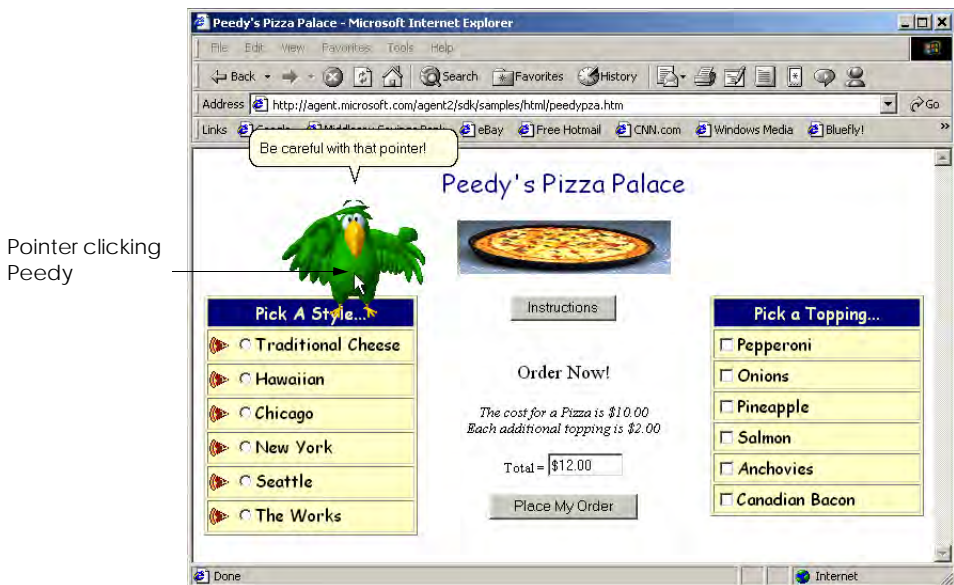 Peedy's Pizza Palace - Microsoft Internet Explorer
File Edit View Favorites Tools Help
Back Search Favorites History
Address http://agent.microsoft.com/agent2/sdk/samples/html/peedypza.htm Go
Links eBay Free Hotmail CNN.com Windows Media Bluefly! »
Be careful with that pointer!
Peedy's Pizza Palace
Pointer clicking
Peedy
Pick A Style...
Traditional Cheese
Hawaiian
Chicago
New York
Seattle
The Works
Instructions
Order Now!
The cost for a Pizza is $10.00
Each additional topping is $2.00
Total = $12.00
Place My Order
Pick a Topping...
Pepperoni
Onions
Pineapple
Salmon
Anchovies
Canadian Bacon
Done Internet